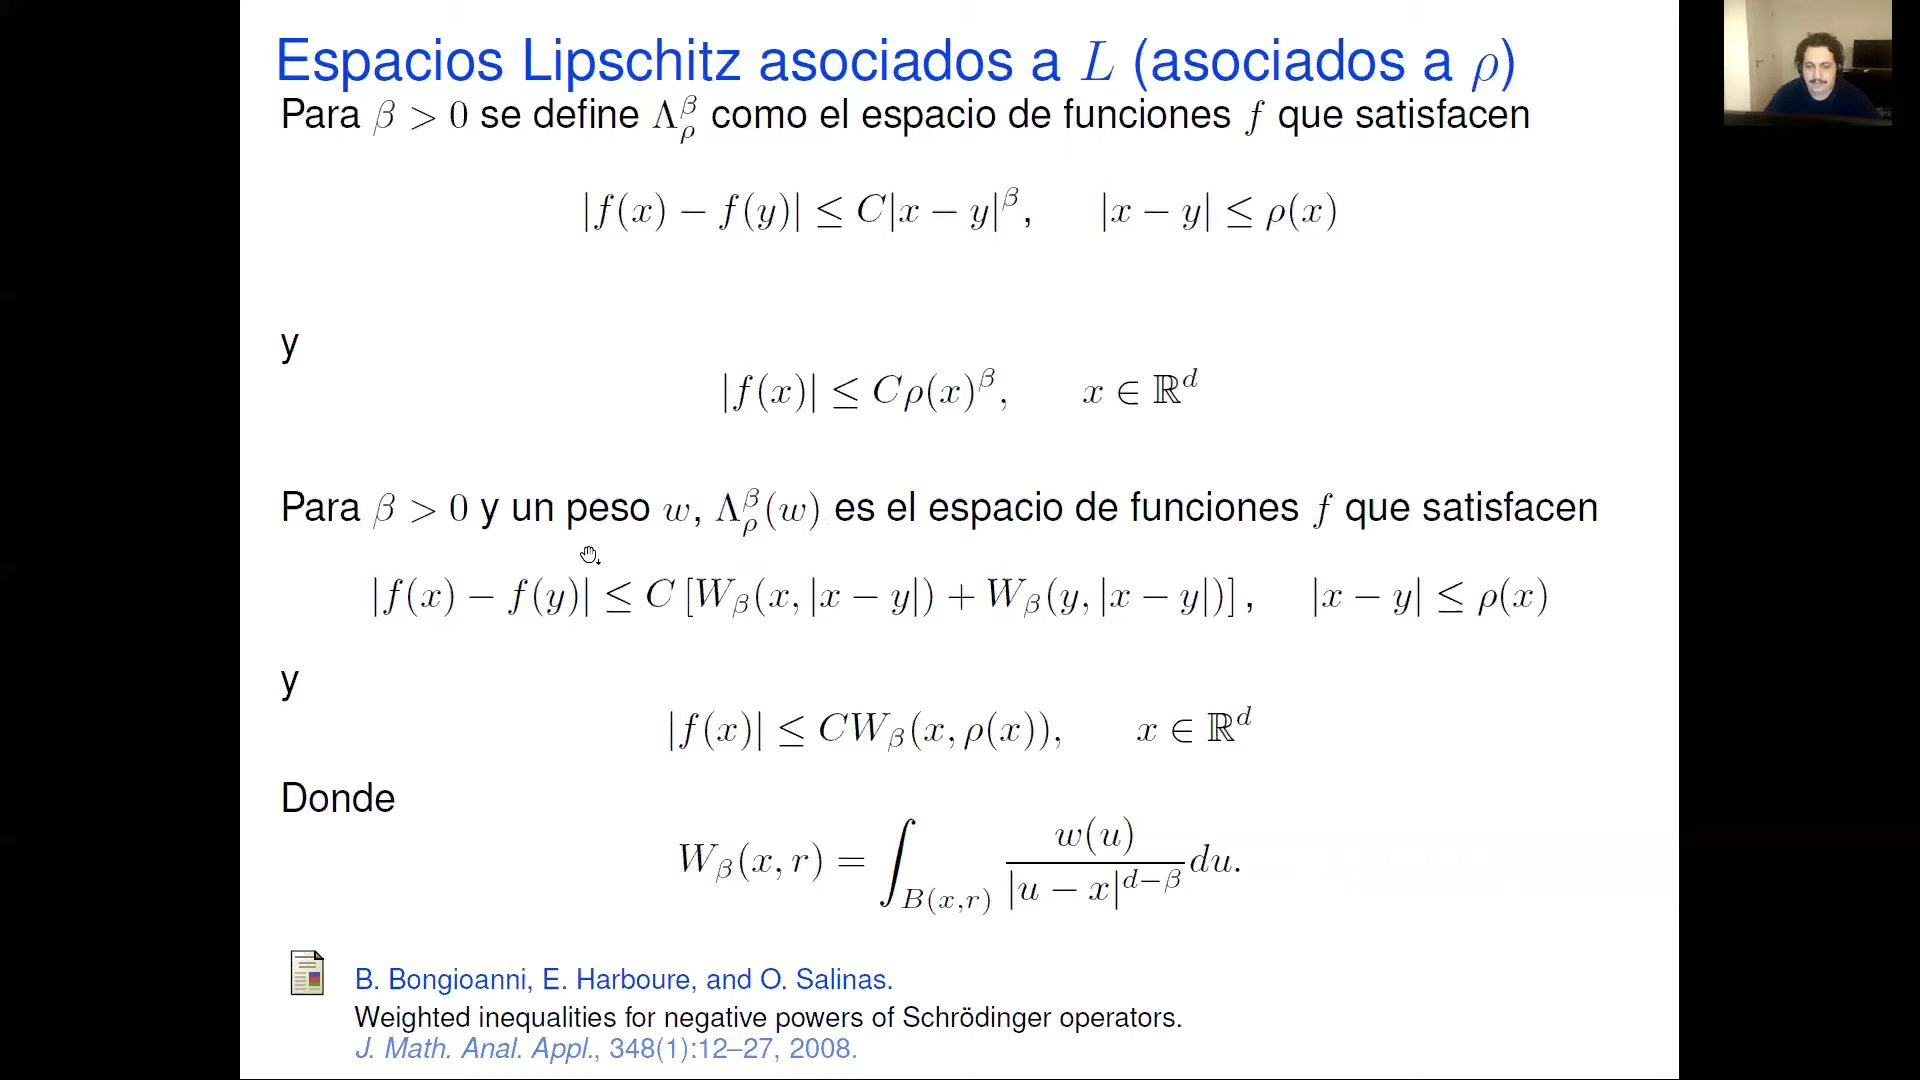 Espacios Lipschitz asociados a L (asociados a ρ)
Para β > 0 se define Λ_ρ^β como el espacio de funciones f que satisfacen
|f(x) − f(y)| ≤ C|x − y|^β, |x − y| ≤ ρ(x)
y
|f(x)| ≤ Cρ(x)^β, x ∈ ℝ^d
Para β > 0 y un peso w, Λ_ρ^β(w) es el espacio de funciones f que satisfacen
|f(x) − f(y)| ≤ C [W_β(x, |x − y|) + W_β(y, |x − y|)] , |x − y| ≤ ρ(x)
y
|f(x)| ≤ CW_β(x, ρ(x)), x ∈ ℝ^d
Donde
W_β(x, r) = ∫_{B(x,r)} w(u) / |u − x|^{d−β} du.
B. Bongioanni, E. Harboure, and O. Salinas.
Weighted inequalities for negative powers of Schrödinger operators.
J. Math. Anal. Appl., 348(1):12–27, 2008.